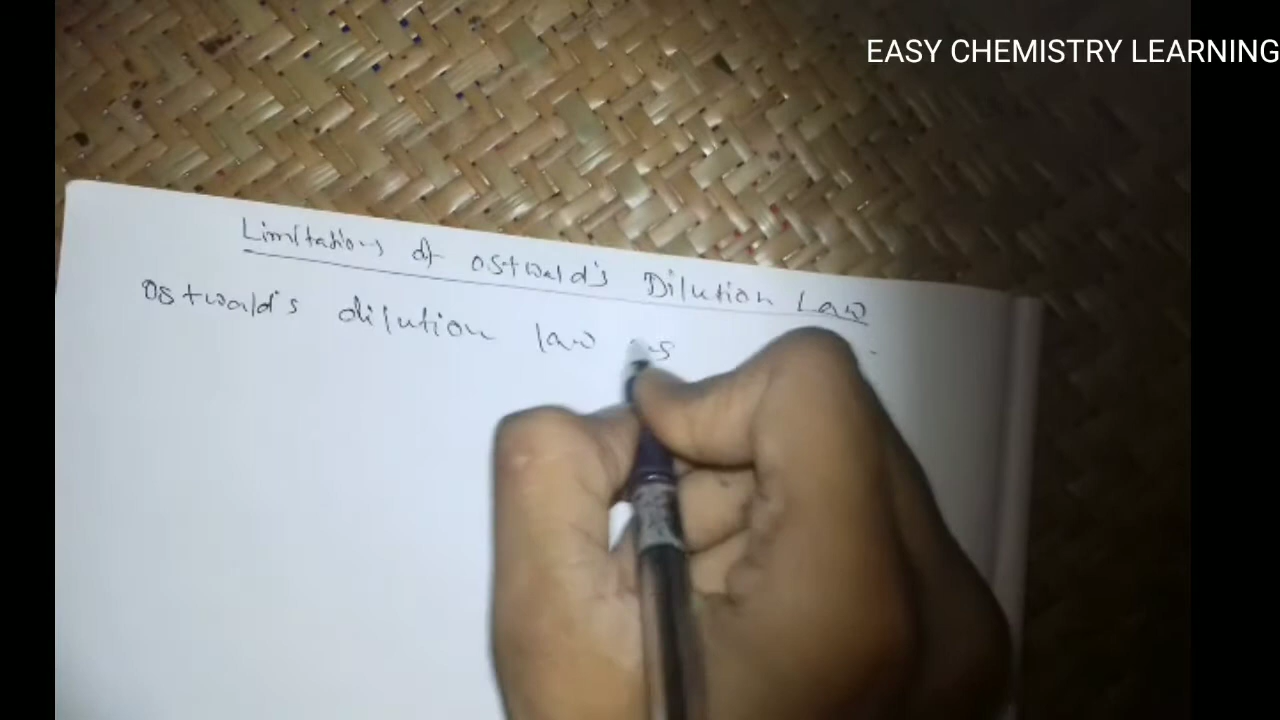 EASY CHEMISTRY LEARNING
Limitations of Ostwald's Dilution Law
Ostwald's dilution law